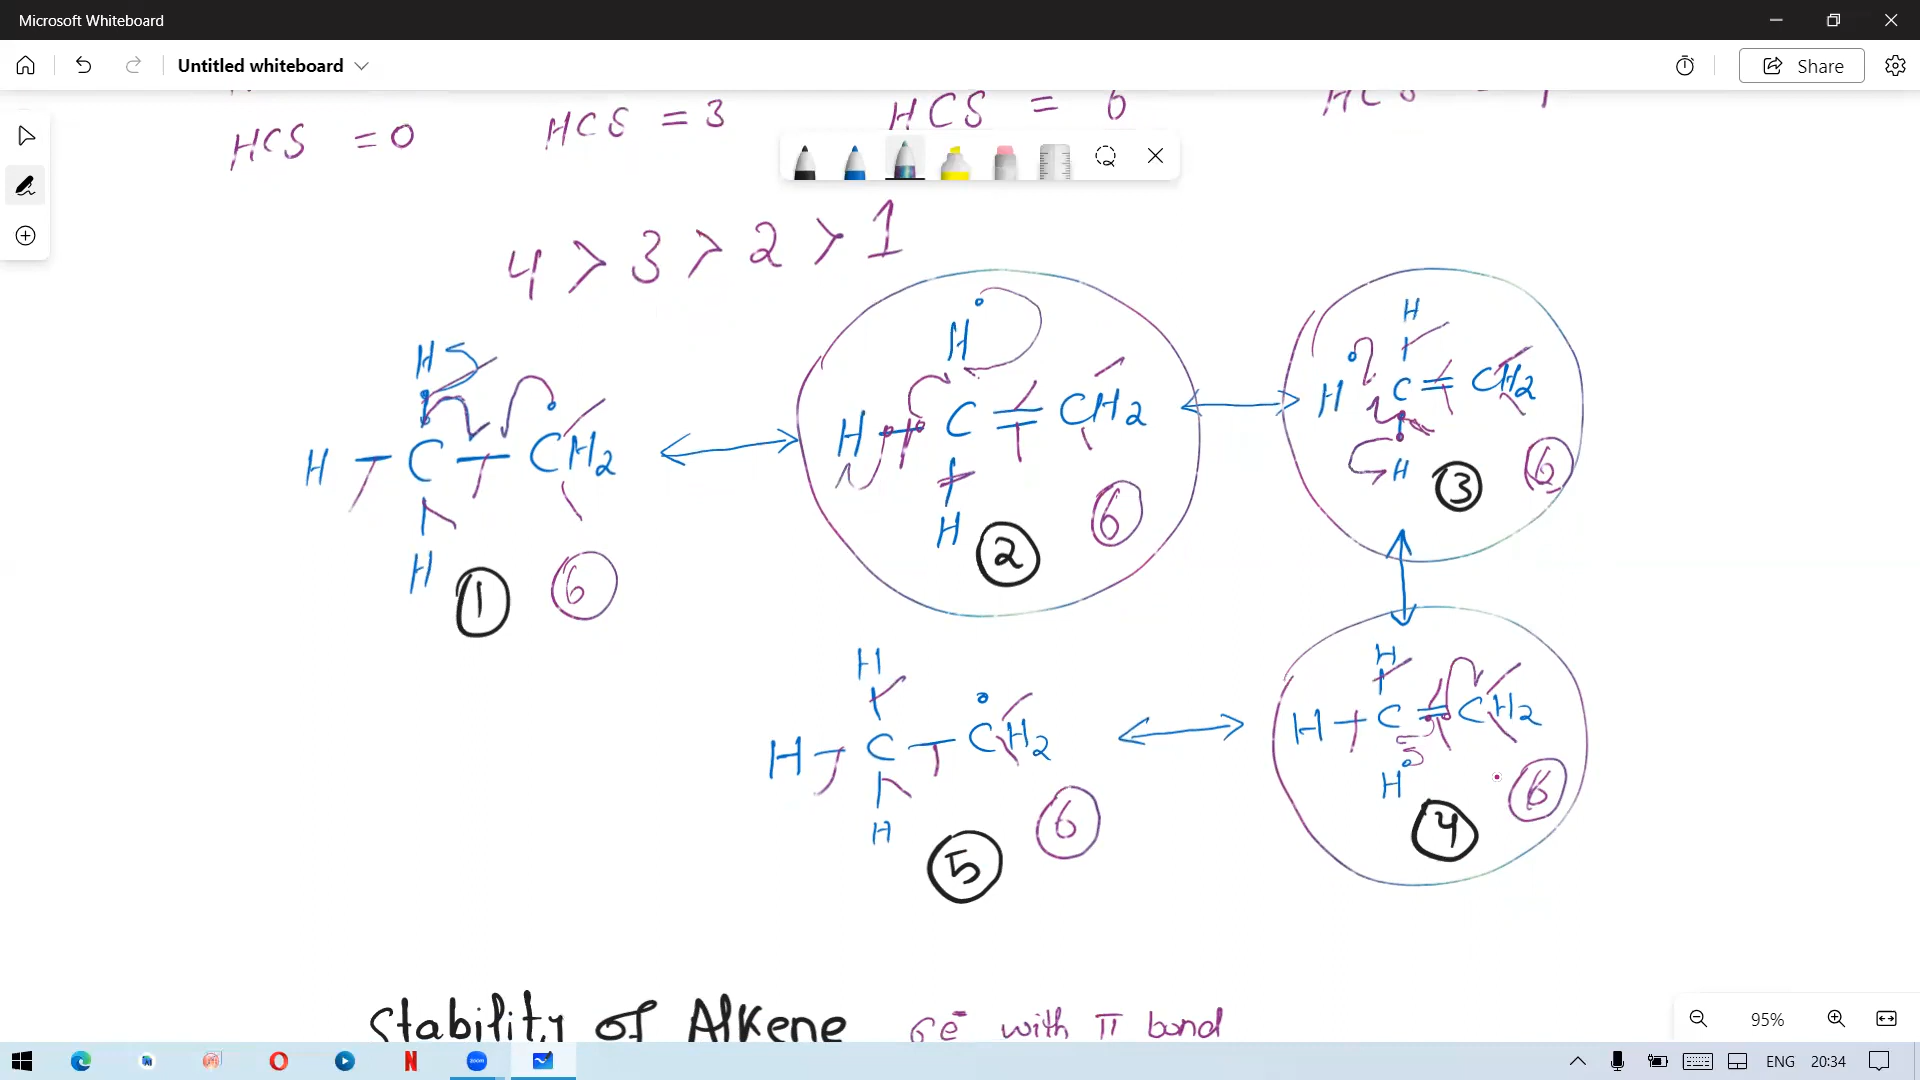 Microsoft Whiteboard
Untitled whiteboard
Share
HCS = 0
HCS = 3
HCS = 6
HCS
4 > 3 > 2 > 1
H
H C CH2
H
1 6
H
H C = CH2
H
2 6
H
H C = CH2
H
3 6
H
H C CH2
H
5 6
H
H C = CH2
H
4 6
Stability of Alkene
σe⁻ with π bond
95%
zoom
N
ENG
20:34